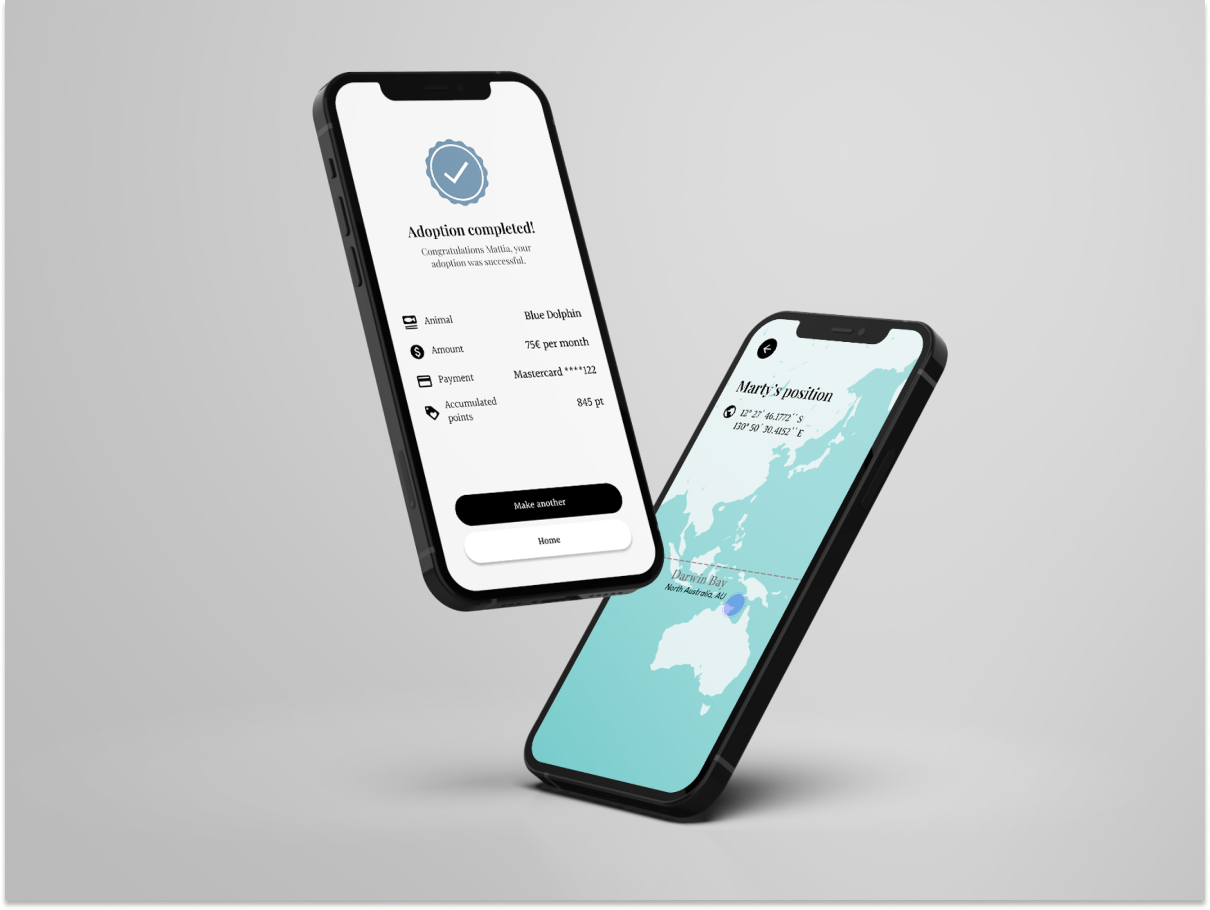 Adoption completed!
Congratulations Mattia, your
adoption was successful.
Animal
Blue Dolphin
Amount
75€ per month
Payment
Mastercard ****122
Accumulated
points
845 pt
Make another
Home
Marty's position
12° 27' 46.1772'' S
130° 50' 30.4152'' E
Darwin Bay
North Australia, AU